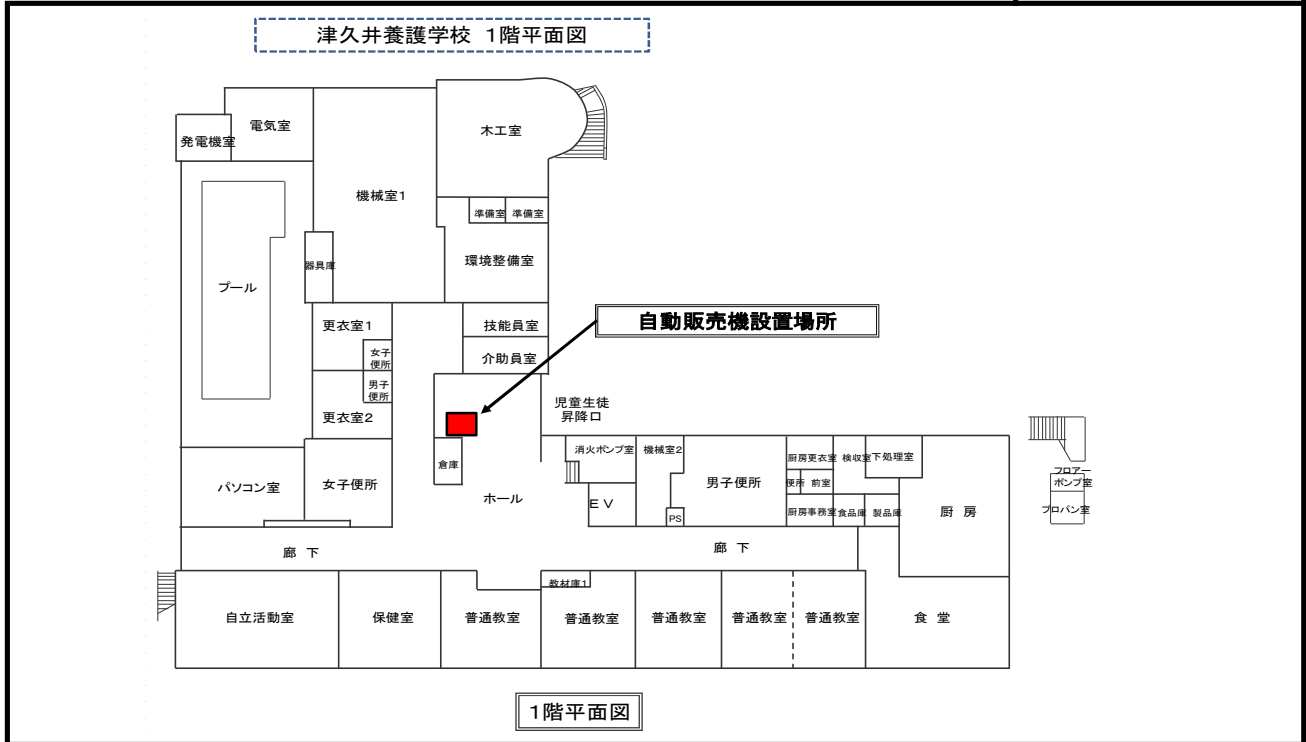 津久井養護学校 1階平面図
木工室
電気室
発電機室
機械室1
準備室
準備室
環境整備室
器具庫
プール
更衣室1
技能員室
自動販売機設置場所
女子
便所
介助員室
男子
便所
更衣室2
児童生徒
昇降口
消火ポンプ室
機械室2
厨房更衣室
検収室
下処理室
倉庫
フロアー
ポンプ室
パソコン室
女子便所
男子便所
便所
前室
ホール
EV
PS
厨房事務室
食品庫
製品庫
厨 房
プロパン室
廊 下
廊 下
教材庫1
自立活動室
保健室
普通教室
普通教室
普通教室
普通教室
普通教室
食 堂
1階平面図